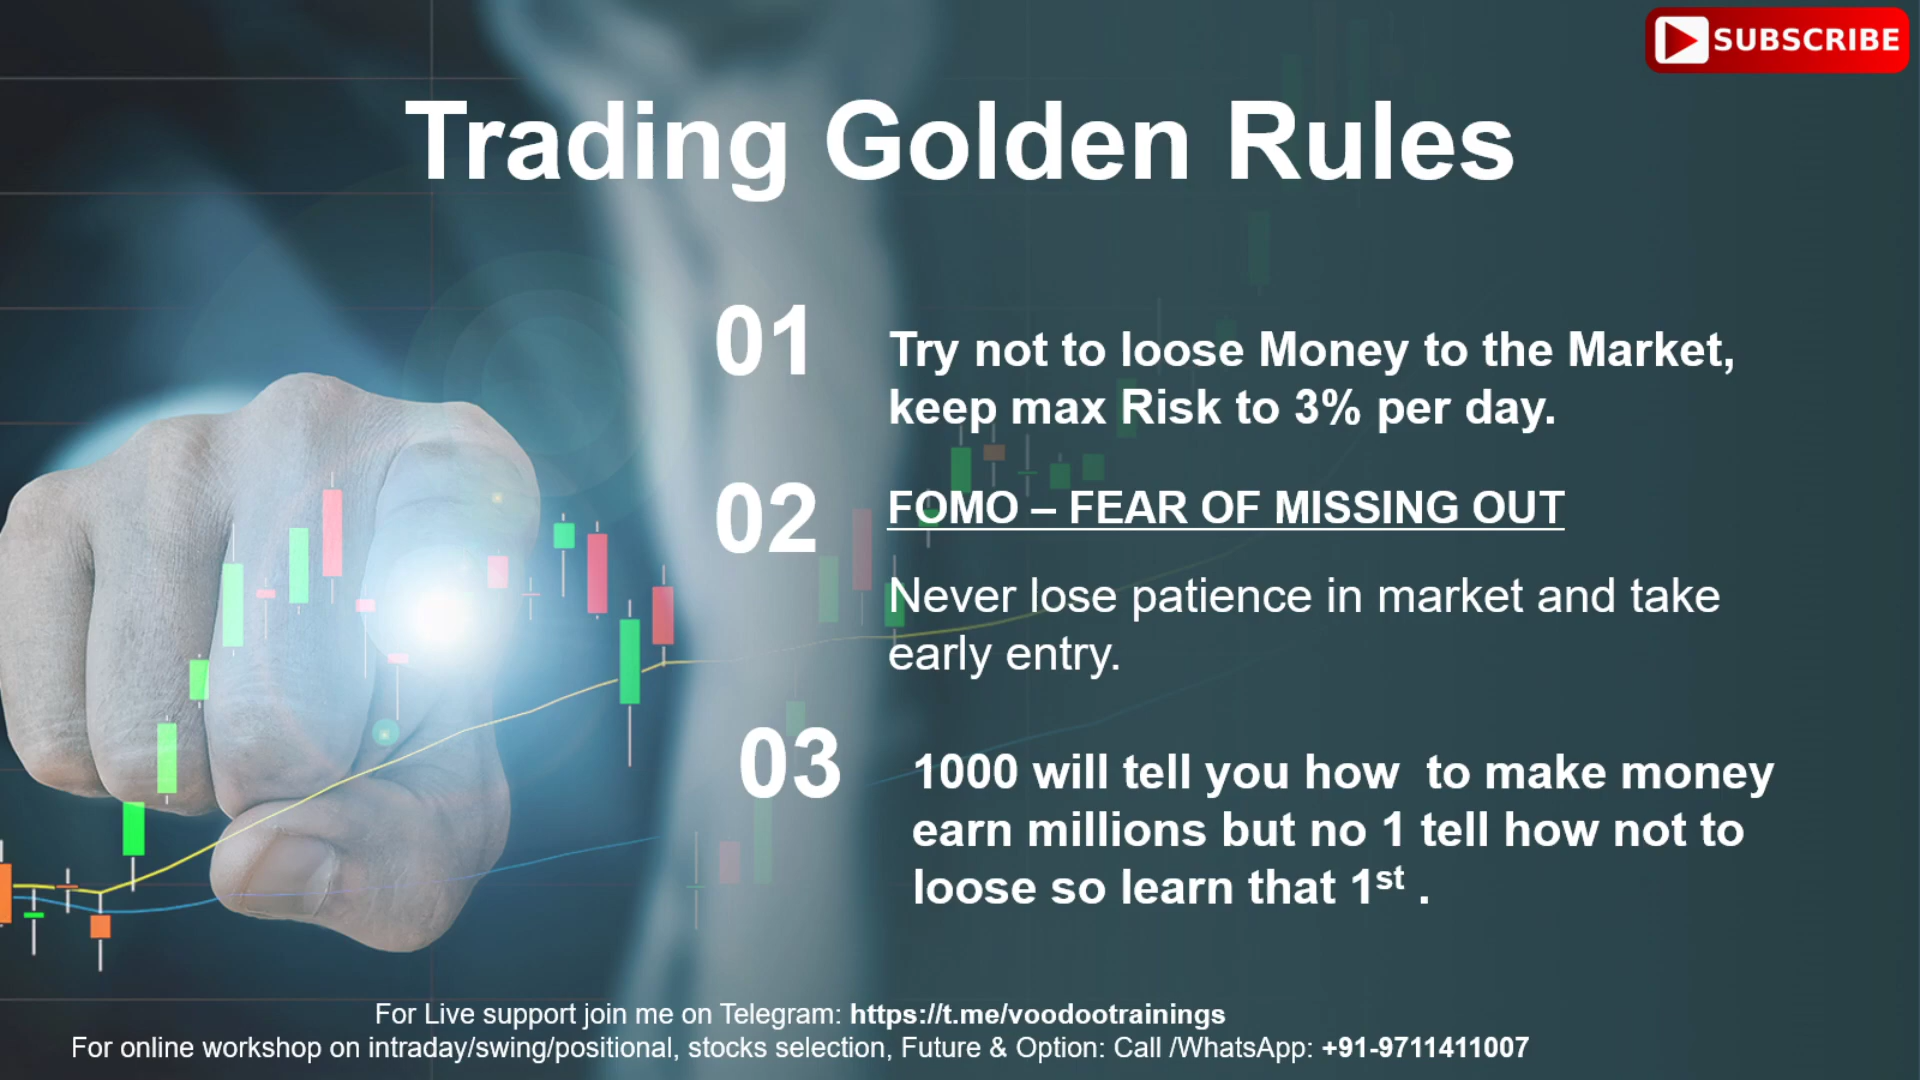 SUBSCRIBE
Trading Golden Rules
01
Try not to loose Money to the Market,
keep max Risk to 3% per day.
02
FOMO – FEAR OF MISSING OUT
Never lose patience in market and take
early entry.
03
1000 will tell you how  to make money
earn millions but no 1 tell how not to
loose so learn that 1st .
For Live support join me on Telegram: https://t.me/voodootrainings
For online workshop on intraday/swing/positional, stocks selection, Future & Option: Call /WhatsApp: +91-9711411007